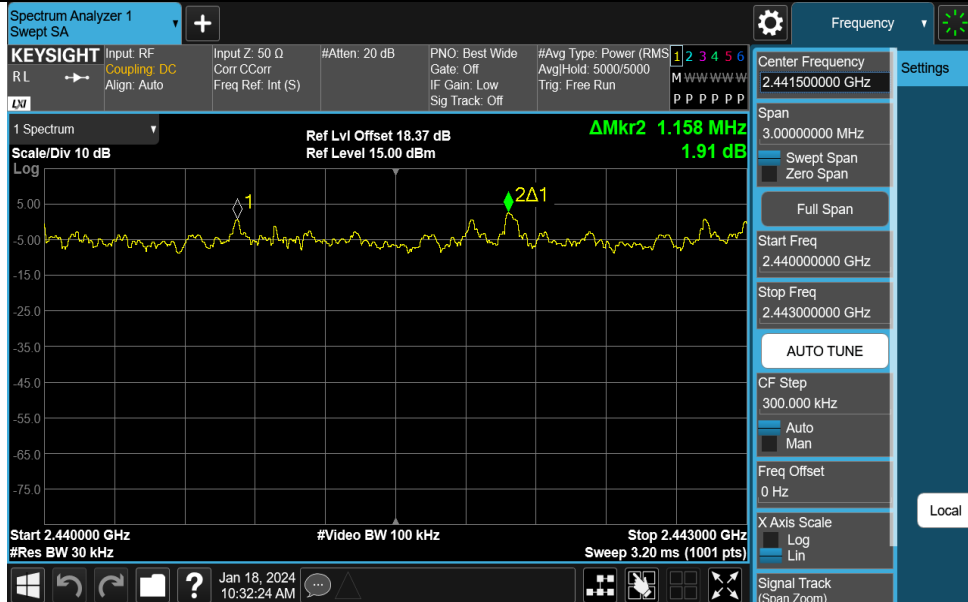 Spectrum Analyzer 1
Swept SA
+
Frequency
KEYSIGHT
R L
LXI
Input: RF
Coupling: DC
Align: Auto
Input Z: 50 Ω
Corr CCorr
Freq Ref: Int (S)
#Atten: 20 dB
PNO: Best Wide
Gate: Off
IF Gain: Low
Sig Track: Off
#Avg Type: Power (RMS
Avg|Hold: 5000/5000
Trig: Free Run
1 2 3 4 5 6
M W W W W W
P P P P P P
1 Spectrum
Scale/Div 10 dB
Log
Ref Lvl Offset 18.37 dB
Ref Level 15.00 dBm
ΔMkr2 1.158 MHz
1.91 dB
1
2Δ1
5.00
-5.00
-15.0
-25.0
-35.0
-45.0
-55.0
-65.0
-75.0
Start 2.440000 GHz
#Res BW 30 kHz
#Video BW 100 kHz
Stop 2.443000 GHz
Sweep 3.20 ms (1001 pts)
?
Jan 18, 2024
10:32:24 AM
Center Frequency
2.441500000 GHz
Span
3.00000000 MHz
Swept Span
Zero Span
Full Span
Start Freq
2.440000000 GHz
Stop Freq
2.443000000 GHz
AUTO TUNE
CF Step
300.000 kHz
Auto
Man
Freq Offset
0 Hz
X Axis Scale
Log
Lin
Signal Track
(Span Zoom)
Settings
Local